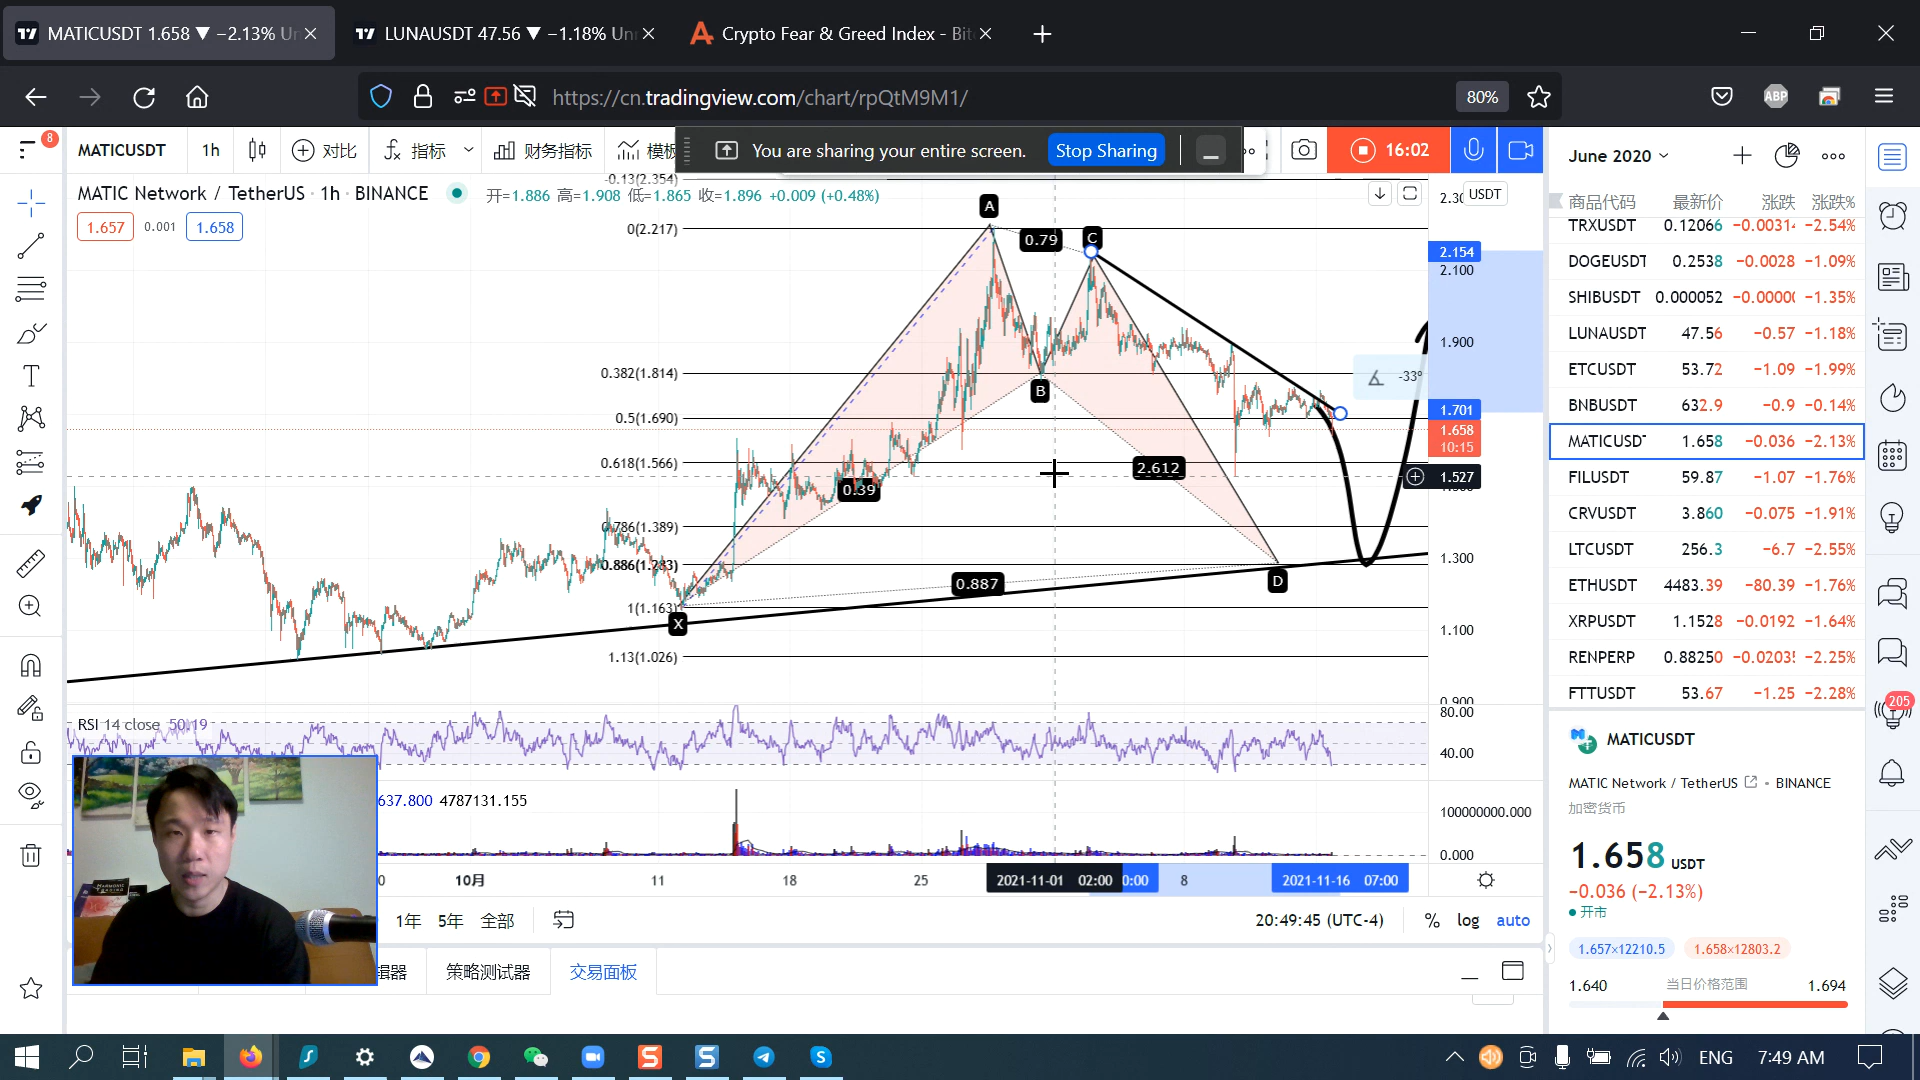 MATICUSDT 1.658 ▼ −2.13% Un
LUNAUSDT 47.56 ▼ −1.18% Unn
Crypto Fear & Greed Index - Bit
https://cn.tradingview.com/chart/rpQtM9M1/
80%
ABP
8
MATICUSDT
1h
对比
指标
财务指标
模板
You are sharing your entire screen.
Stop Sharing
16:02
MATIC Network / TetherUS · 1h · BINANCE
开=1.886 高=1.908 低=1.865 收=1.896 +0.009 (+0.48%)
1.657
0.001
1.658
USDT
-0.13(2.354)
0(2.217)
0.382(1.814)
0.5(1.690)
0.618(1.566)
0.786(1.389)
0.886(1.283)
1(1.163)
1.13(1.026)
A
0.79
C
B
0.39
2.612
0.887
X
D
-33°
2.30
2.154
2.100
1.900
1.701
1.658
10:15
1.527
1.300
1.100
0.900
RSI 14 close 50.19
80.00
40.00
637.800 4787131.155
100000000.000
0.000
0
10月
11
18
25
2021-11-01 02:00
0:00
8
2021-11-16 07:00
1年
5年
全部
20:49:45 (UTC-4)
%
log
auto
辑器
策略测试器
交易面板
June 2020
商品代码 最新价 涨跌 涨跌%
TRXUSDT 0.12066 −0.00314 −2.54%
DOGEUSDT 0.2538 −0.0028 −1.09%
SHIBUSDT 0.000052 −0.00000 −1.35%
LUNAUSDT 47.56 −0.57 −1.18%
ETCUSDT 53.72 −1.09 −1.99%
BNBUSDT 632.9 −0.9 −0.14%
MATICUSDT 1.658 −0.036 −2.13%
FILUSDT 59.87 −1.07 −1.76%
CRVUSDT 3.860 −0.075 −1.91%
LTCUSDT 256.3 −6.7 −2.55%
ETHUSDT 4483.39 −80.39 −1.76%
XRPUSDT 1.1528 −0.0192 −1.64%
RENPERP 0.88250 −0.02035 −2.25%
FTTUSDT 53.67 −1.25 −2.28%
MATICUSDT
MATIC Network / TetherUS • BINANCE
加密货币
1.658 USDT
−0.036 (−2.13%)
开市
1.657×12210.5
1.658×12803.2
1.640
当日价格范围
1.694
205
ENG
7:49 AM